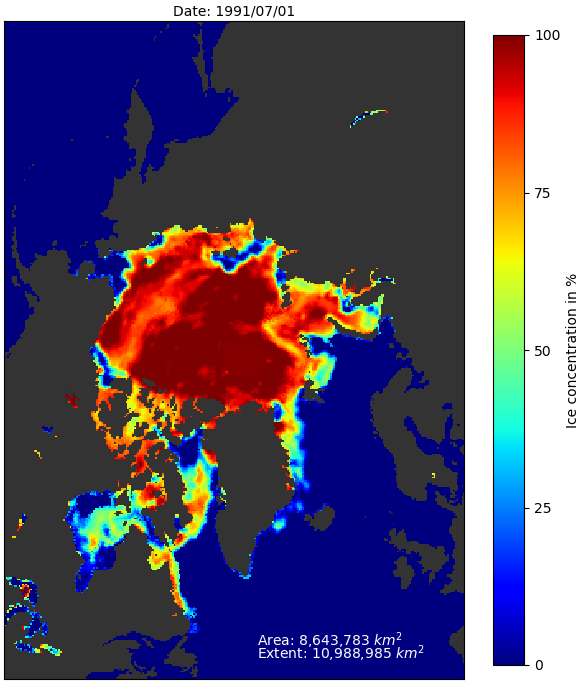 Date: 1991/07/01
100
75
50
25
0
Ice concentration in %
Area: 8,643,783 km²
Extent: 10,988,985 km²